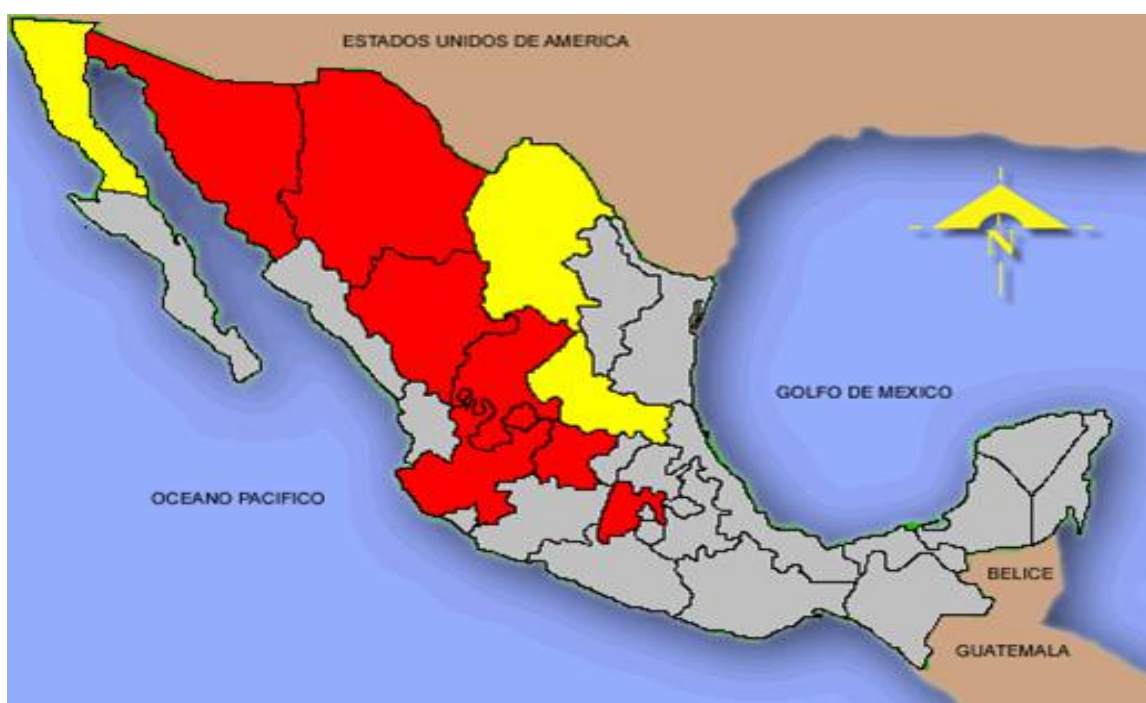 ESTADOS UNIDOS DE AMERICA
N
GOLFO DE MEXICO
OCEANO PACIFICO
BELICE
GUATEMALA